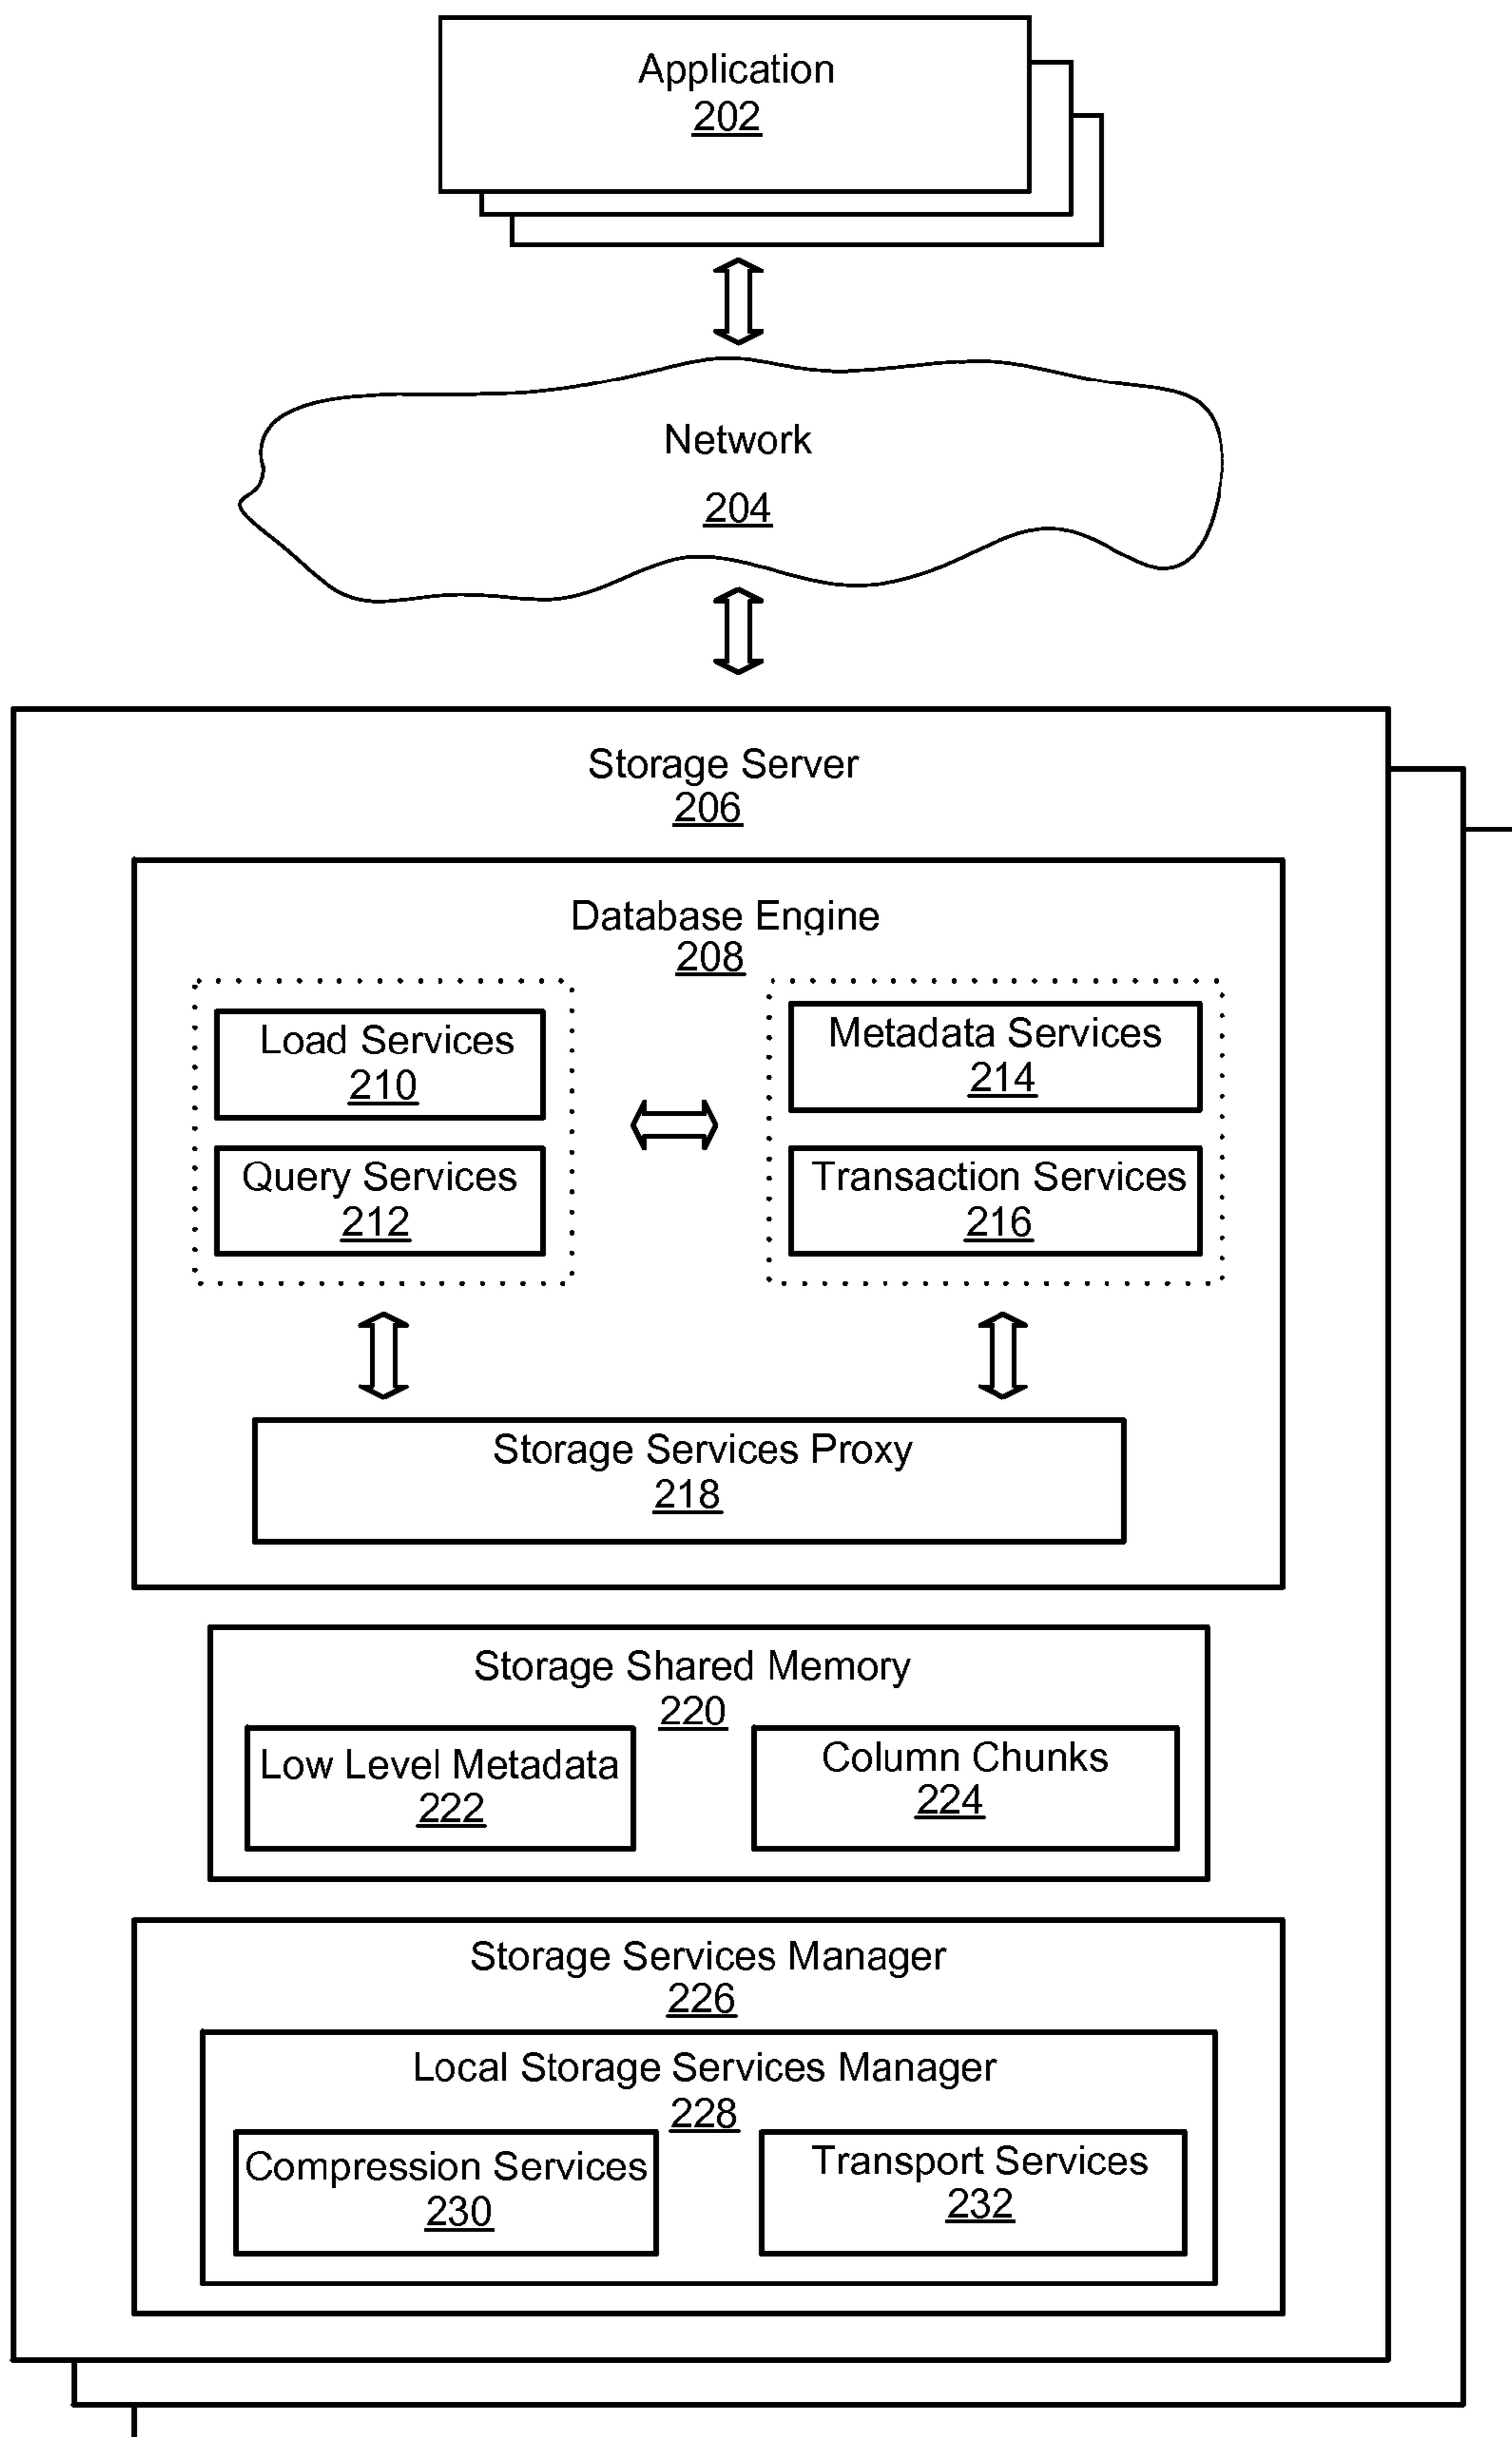 Application
202
Network
204
Storage Server
206
Database Engine
208
Load Services
210
Query Services
212
Metadata Services
214
Transaction Services
216
Storage Services Proxy
218
Storage Shared Memory
220
Low Level Metadata
222
Column Chunks
224
Storage Services Manager
226
Local Storage Services Manager
228
Compression Services
230
Transport Services
232